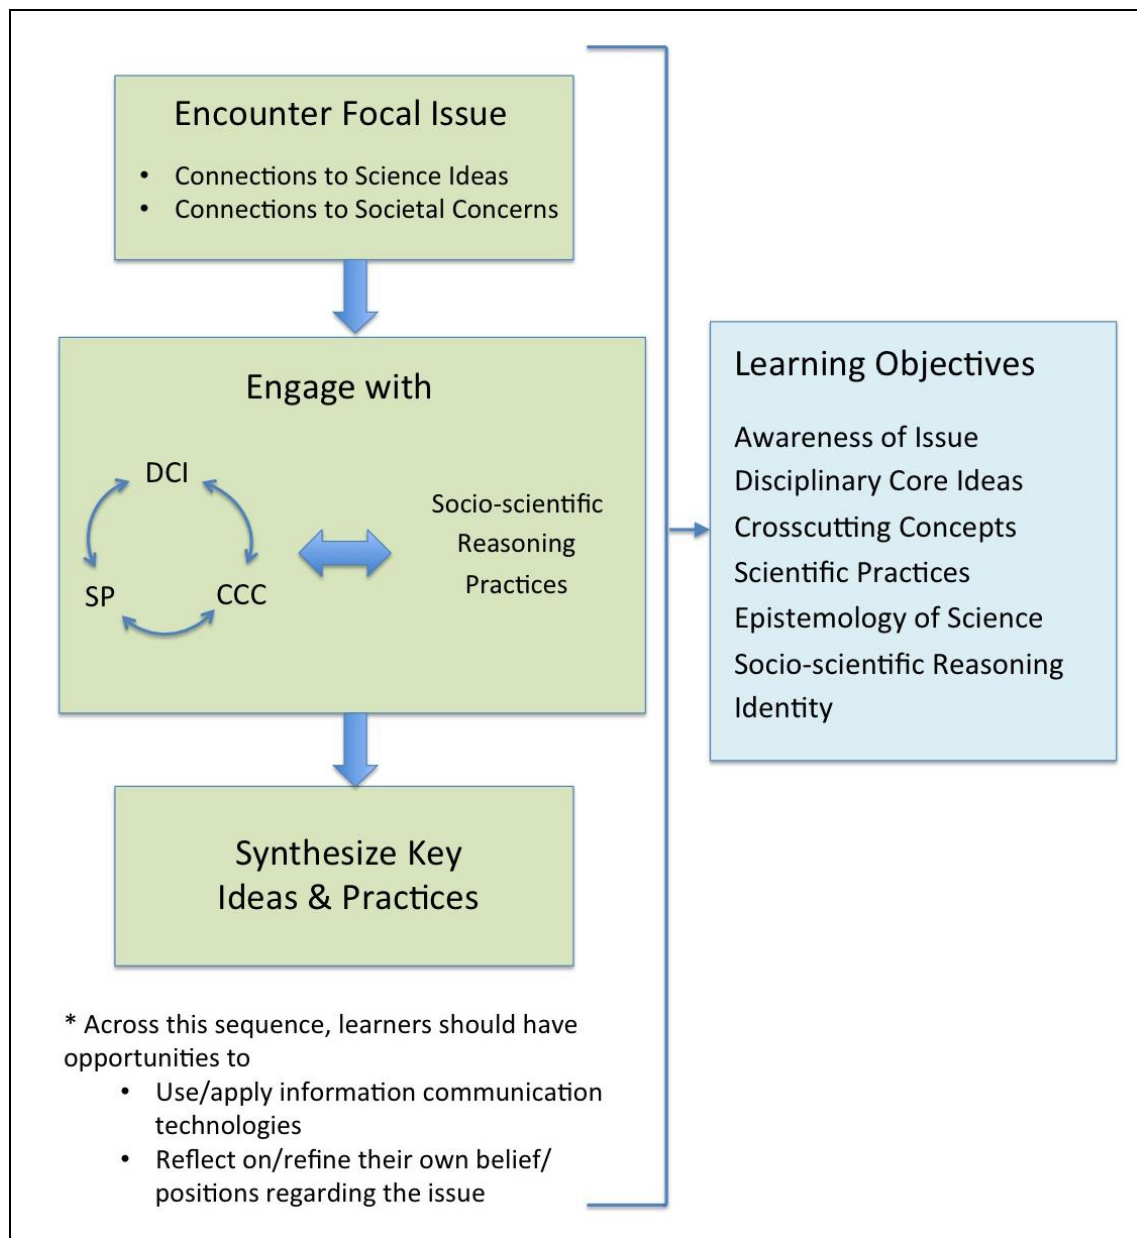 Encounter Focal Issue
• Connections to Science Ideas
• Connections to Societal Concerns
Engage with
DCI
SP
CCC
Socio-scientific
Reasoning
Practices
Synthesize Key
Ideas & Practices
* Across this sequence, learners should have
opportunities to
• Use/apply information communication
technologies
• Reflect on/refine their own belief/
positions regarding the issue
Learning Objectives
Awareness of Issue
Disciplinary Core Ideas
Crosscutting Concepts
Scientific Practices
Epistemology of Science
Socio-scientific Reasoning
Identity